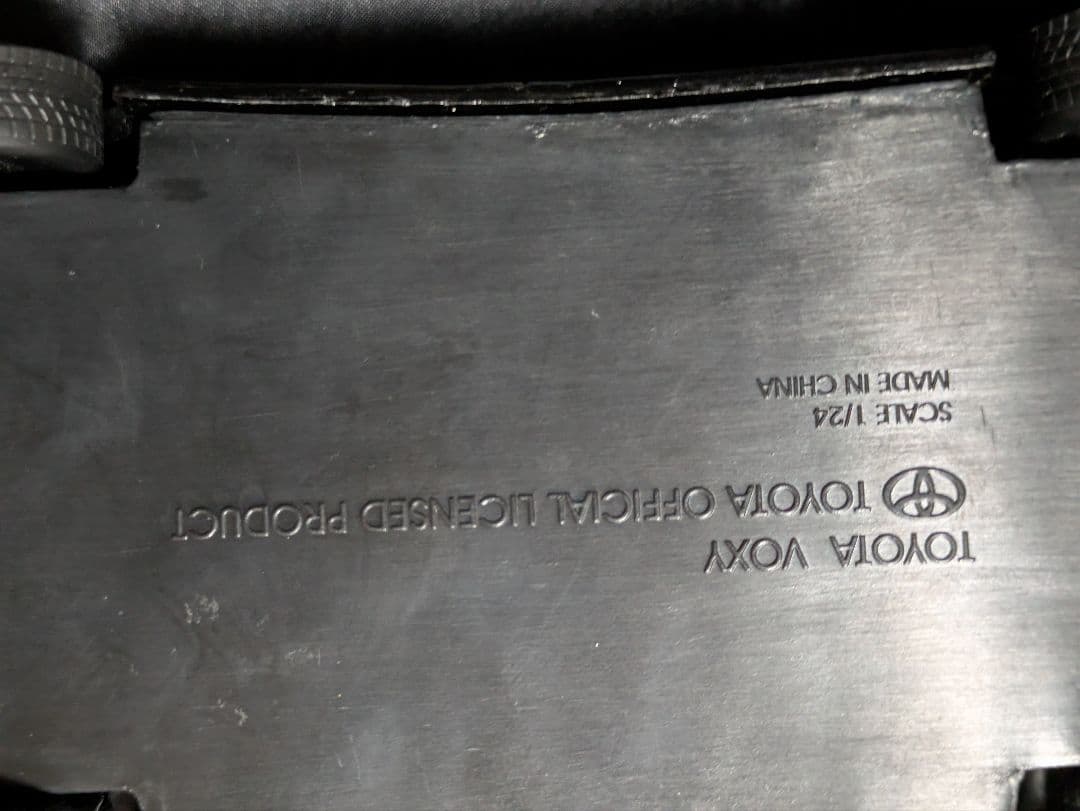 TOYOTA VOXY
TOYOTA OFFICIAL LICENSED PRODUCT
SCALE 1/24
MADE IN CHINA